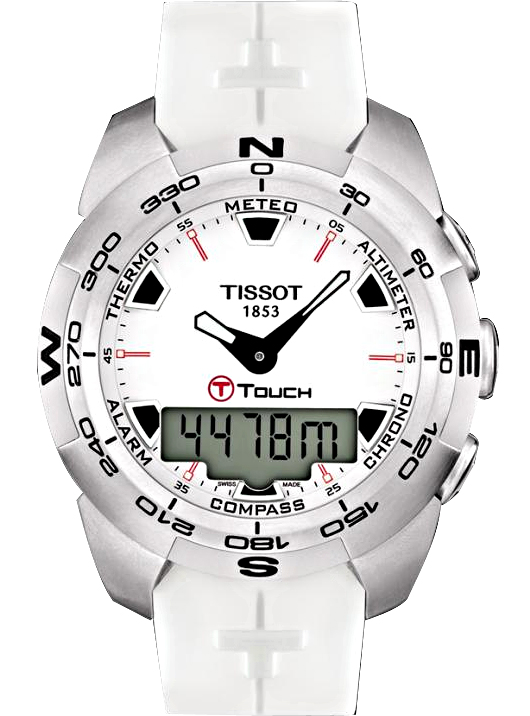 N
0
30
60
90
E
120
150
180
S
210
240
270
W
300
330
METEO
ALTIMETER
CHRONO
COMPASS
ALARM
THERMO
55
05
45
15
35
25
TISSOT
1853
T TOUCH
4478m
SWISS MADE